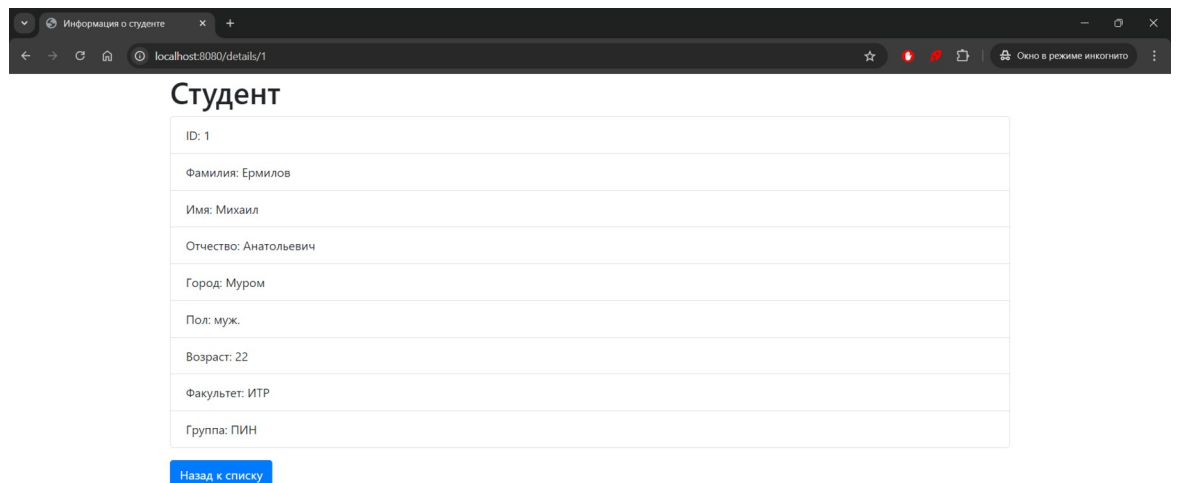 Информация о студенте
localhost:8080/details/1
Окно в режиме инкогнито
Студент
ID: 1
Фамилия: Ермилов
Имя: Михаил
Отчество: Анатольевич
Город: Муром
Пол: муж.
Возраст: 22
Факультет: ИТР
Группа: ПИН
Назад к списку